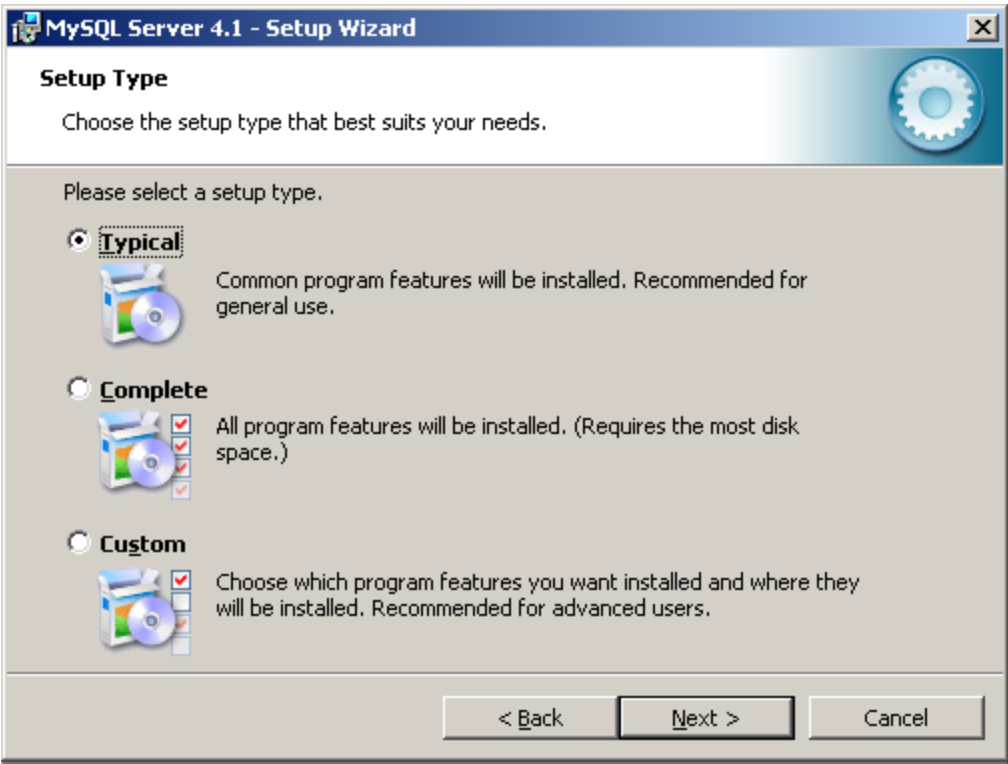 MySQL Server 4.1 - Setup Wizard
Setup Type
Choose the setup type that best suits your needs.
Please select a setup type.
Typical
Common program features will be installed. Recommended for
general use.
Complete
All program features will be installed. (Requires the most disk
space.)
Custom
Choose which program features you want installed and where they
will be installed. Recommended for advanced users.
< Back
Next >
Cancel